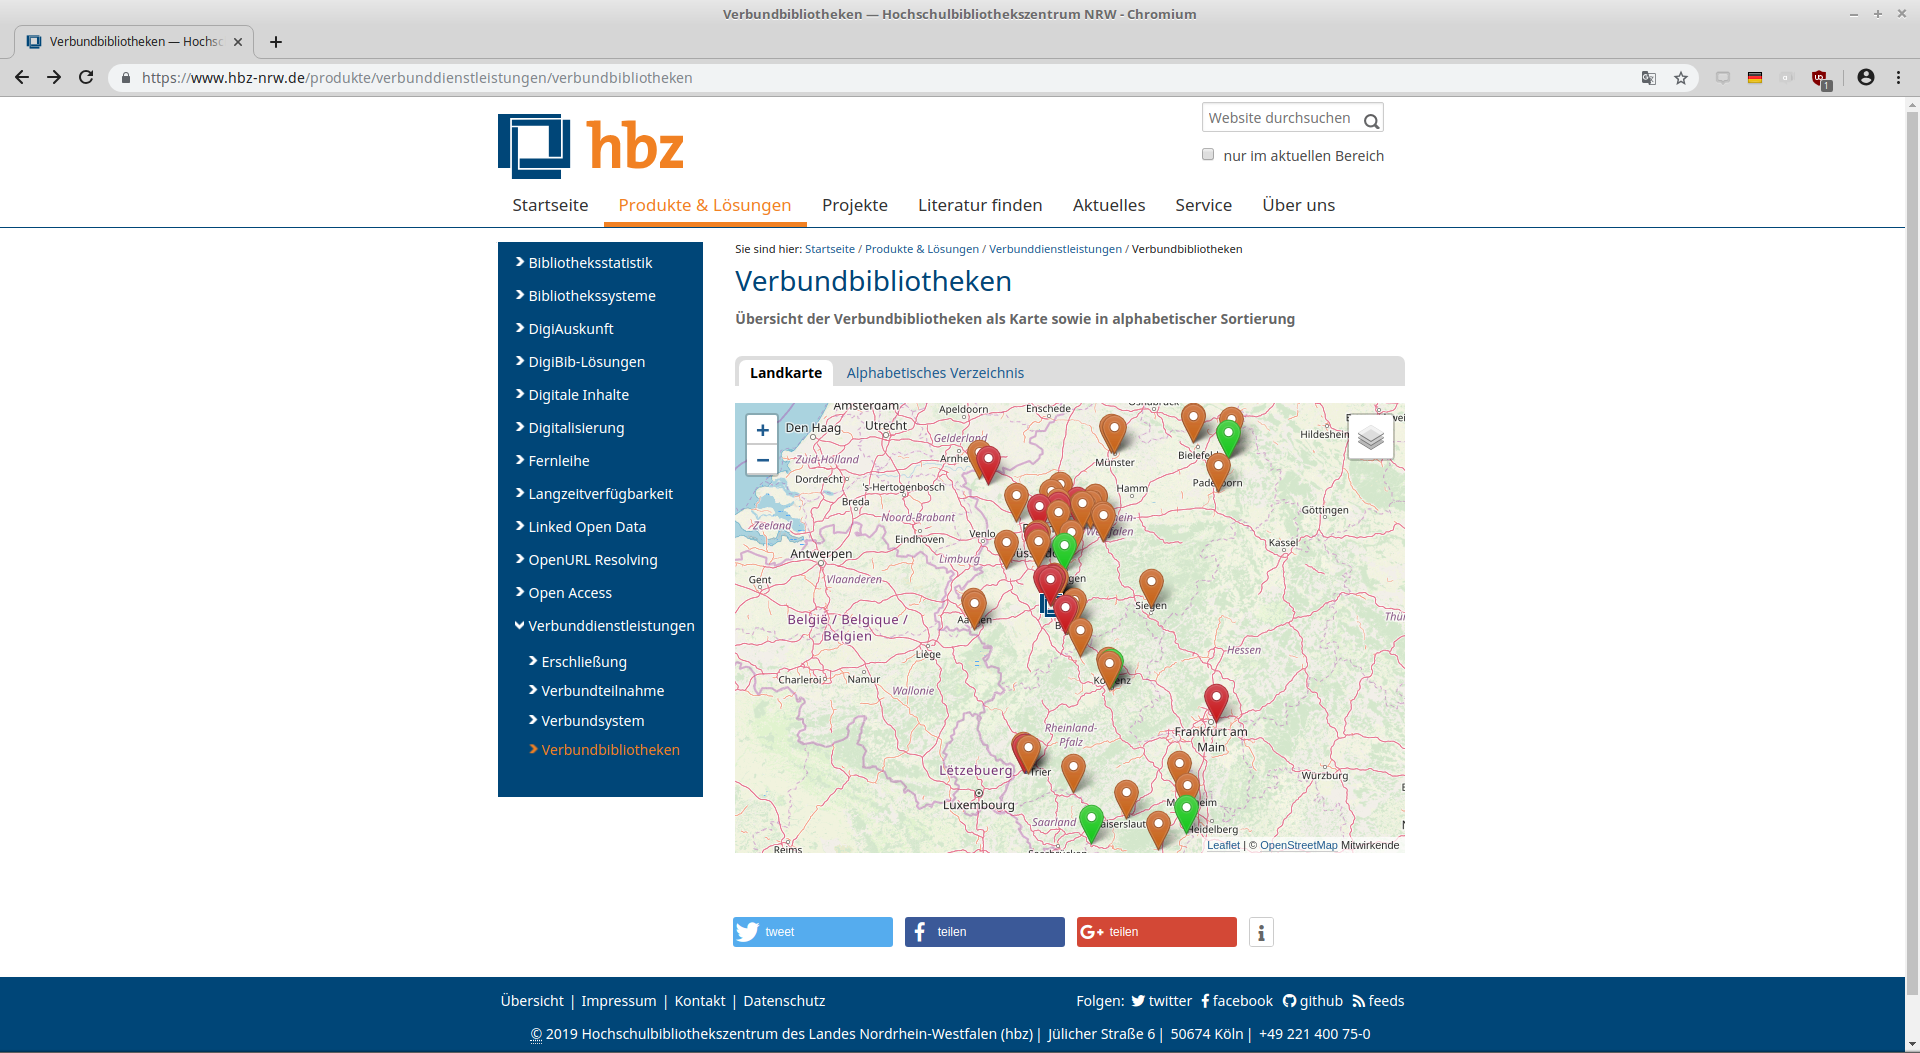 Verbundbibliotheken — Hochschulbibliothekszentrum NRW - Chromium
Verbundbibliotheken — Hochsc
https://www.hbz-nrw.de/produkte/verbunddienstleistungen/verbundbibliotheken
1
hbz
Website durchsuchen
nur im aktuellen Bereich
Startseite Produkte & Lösungen Projekte Literatur finden Aktuelles Service Über uns
Bibliotheksstatistik
Bibliothekssysteme
DigiAuskunft
DigiBib-Lösungen
Digitale Inhalte
Digitalisierung
Fernleihe
Langzeitverfügbarkeit
Linked Open Data
OpenURL Resolving
Open Access
Verbunddienstleistungen
Erschließung
Verbundteilnahme
Verbundsystem
Verbundbibliotheken
Sie sind hier: Startseite / Produkte & Lösungen / Verbunddienstleistungen / Verbundbibliotheken
Verbundbibliotheken
Übersicht der Verbundbibliotheken als Karte sowie in alphabetischer Sortierung
Landkarte Alphabetisches Verzeichnis
+
−
Amsterdam
Apeldoorn
Enschede
Den Haag
Utrecht
Gelderland
Hildesheim
Zuid-Holland
Münster
Dordrecht
's-Hertogenbosch
Hamm
Breda
Göttingen
Zeeland
Noord-Brabant
Eindhoven
Venlo
Kassel
Antwerpen
Limburg
Gent
Vlaanderen
Siegen
België / Belgique /
Belgien
Liège
Hessen
Charleroi
Namur
Wallonie
Koblenz
Rheinland-
Pfalz
Frankfurt am
Main
Lëtzebuerg
Trier
Würzburg
Luxembourg
Saarland
Heidelberg
Reims
Leaflet | © OpenStreetMap Mitwirkende
tweet
teilen
G+ teilen
i
Übersicht | Impressum | Kontakt | Datenschutz
Folgen: twitter facebook github feeds
© 2019 Hochschulbibliothekszentrum des Landes Nordrhein-Westfalen (hbz) | Jülicher Straße 6 | 50674 Köln | +49 221 400 75-0